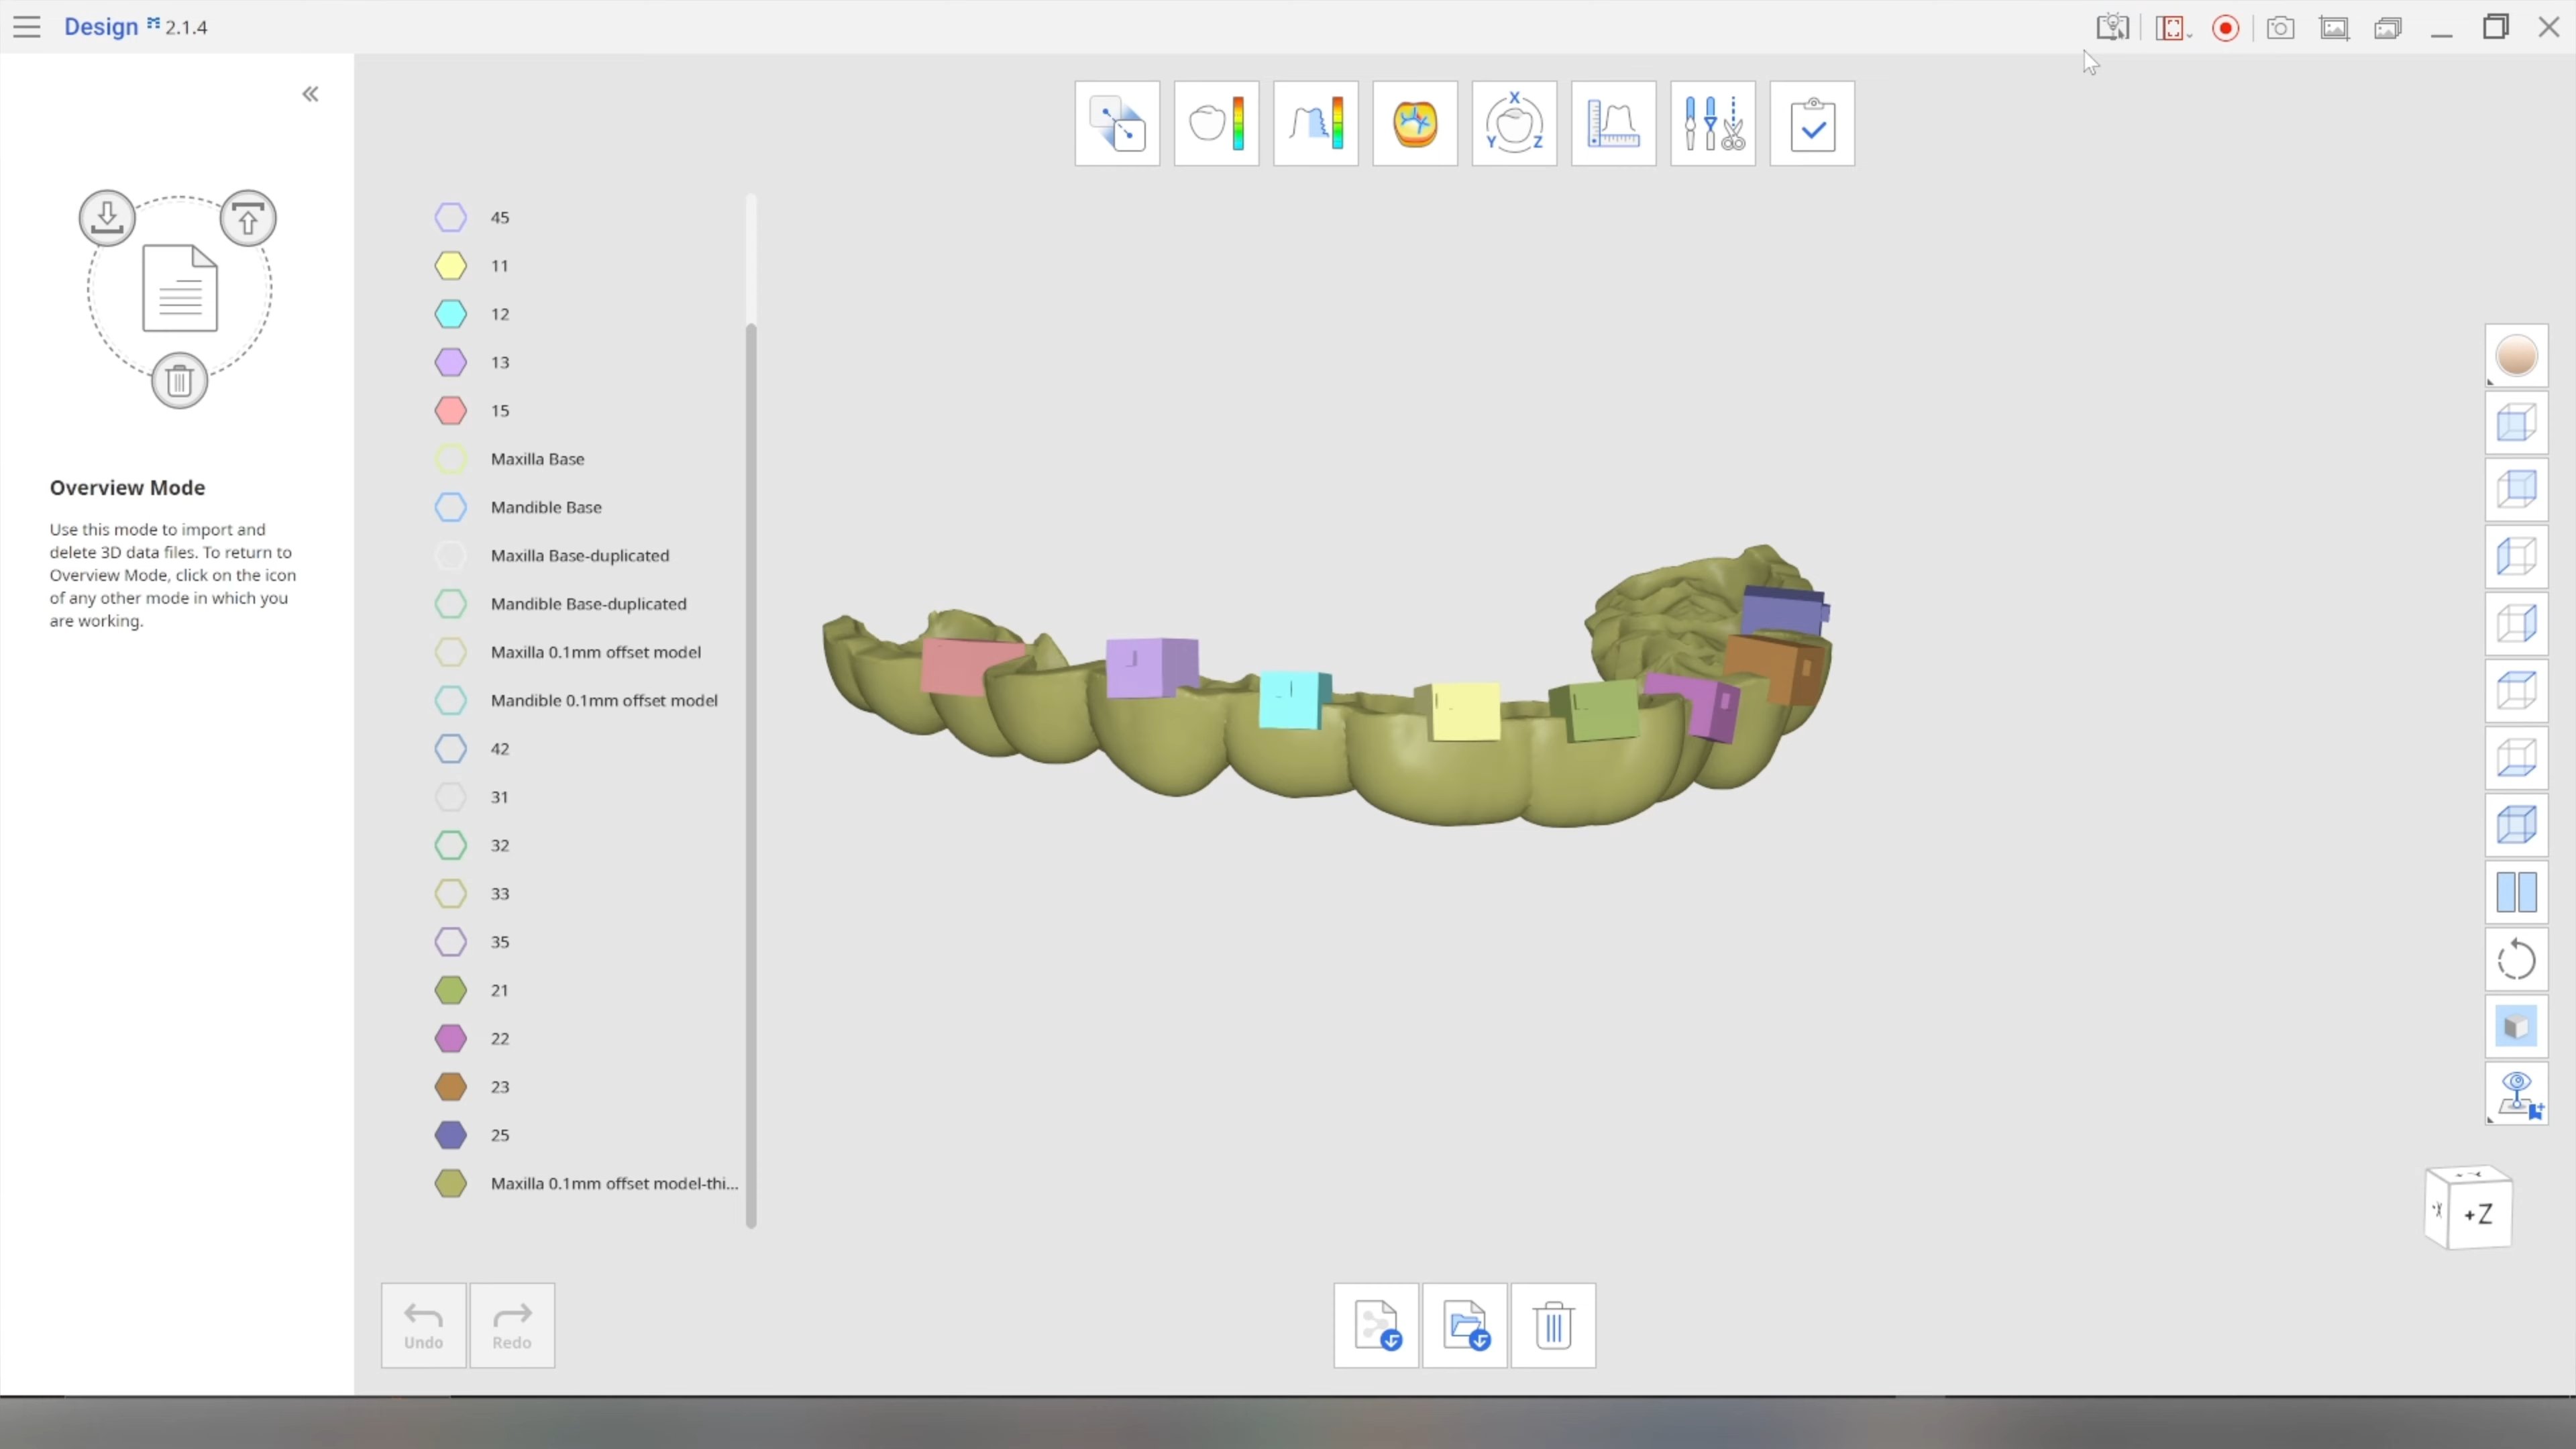 Design 2.1.4
X
Y Z
45
11
12
13
15
Maxilla Base
Mandible Base
Maxilla Base-duplicated
Mandible Base-duplicated
Maxilla 0.1mm offset model
Mandible 0.1mm offset model
42
31
32
33
35
21
22
23
25
Maxilla 0.1mm offset model-thi...
Overview Mode
Use this mode to import and
delete 3D data files. To return to
Overview Mode, click on the icon
of any other mode in which you
are working.
+Z
Undo
Redo